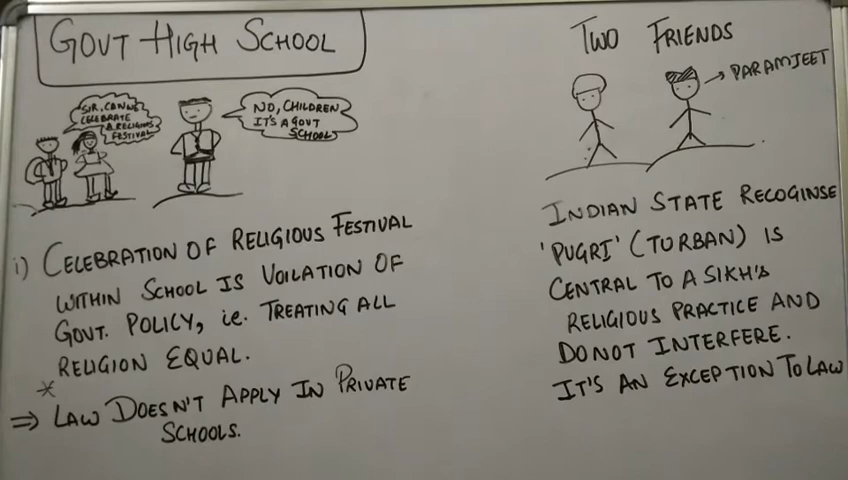 GOVT HIGH SCHOOL
SIR, CAN WE
CELEBRATE
A RELIGIOUS
FESTIVAL
NO, CHILDREN
IT'S A GOVT
SCHOOL
i) CELEBRATION OF RELIGIOUS FESTIVAL
WITHIN SCHOOL IS VOILATION OF
GOVT. POLICY, i.e. TREATING ALL
RELIGION EQUAL.
*
⇒ LAW DOESN'T APPLY IN PRIVATE
SCHOOLS.
TWO FRIENDS
→ PARAMJEET
INDIAN STATE RECOGINSE
'PUGRI' (TURBAN) IS
CENTRAL TO A SIKH'S
RELIGIOUS PRACTICE AND
DO NOT INTERFERE.
IT'S AN EXCEPTION TO LAW